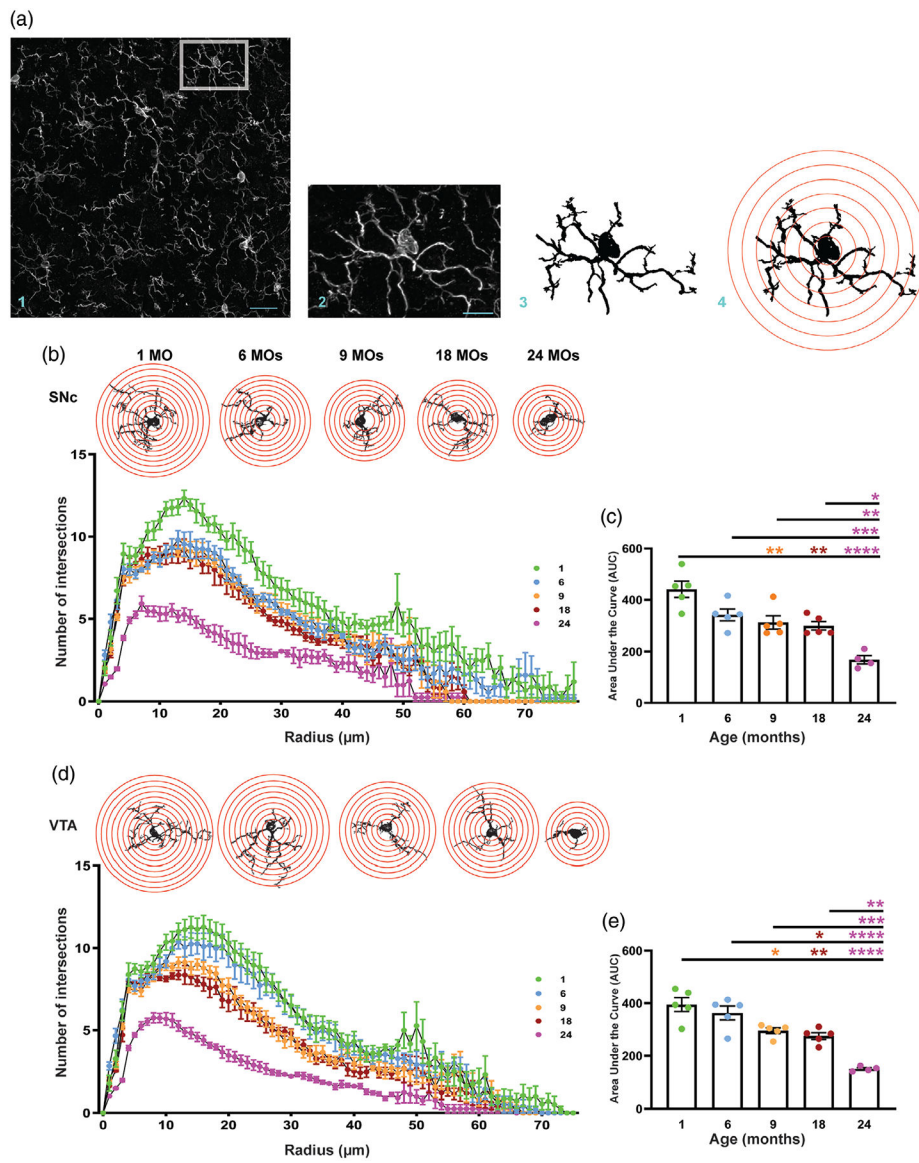 (a)
1
2
3
4
(b)
1 MO 6 MOs 9 MOs 18 MOs 24 MOs
SNc
15
10
5
0
Number of intersections
0 10 20 30 40 50 60 70
Radius (µm)
1
6
9
18
24
(c)
*
**
***
** ** ****
600
400
200
0
Area Under the Curve (AUC)
1 6 9 18 24
Age (months)
(d)
VTA
15
10
5
0
Number of intersections
0 10 20 30 40 50 60 70
Radius (µm)
1
6
9
18
24
(e)
**
***
* ****
* ** ****
600
400
200
0
Area Under the Curve (AUC)
1 6 9 18 24
Age (months)